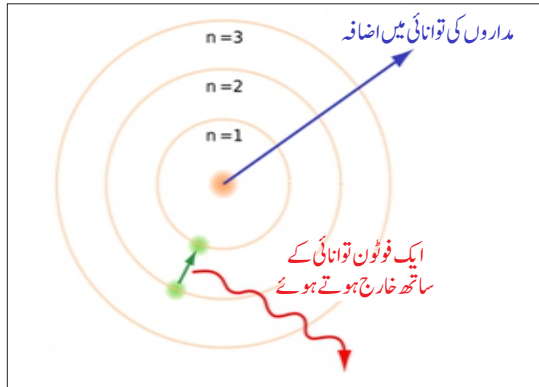 مداروں کی توانائی میں اضافہ
n=3
n=2
n=1
ایک فوٹون توانائی کے
ساتھ خارج ہوتے ہوئے